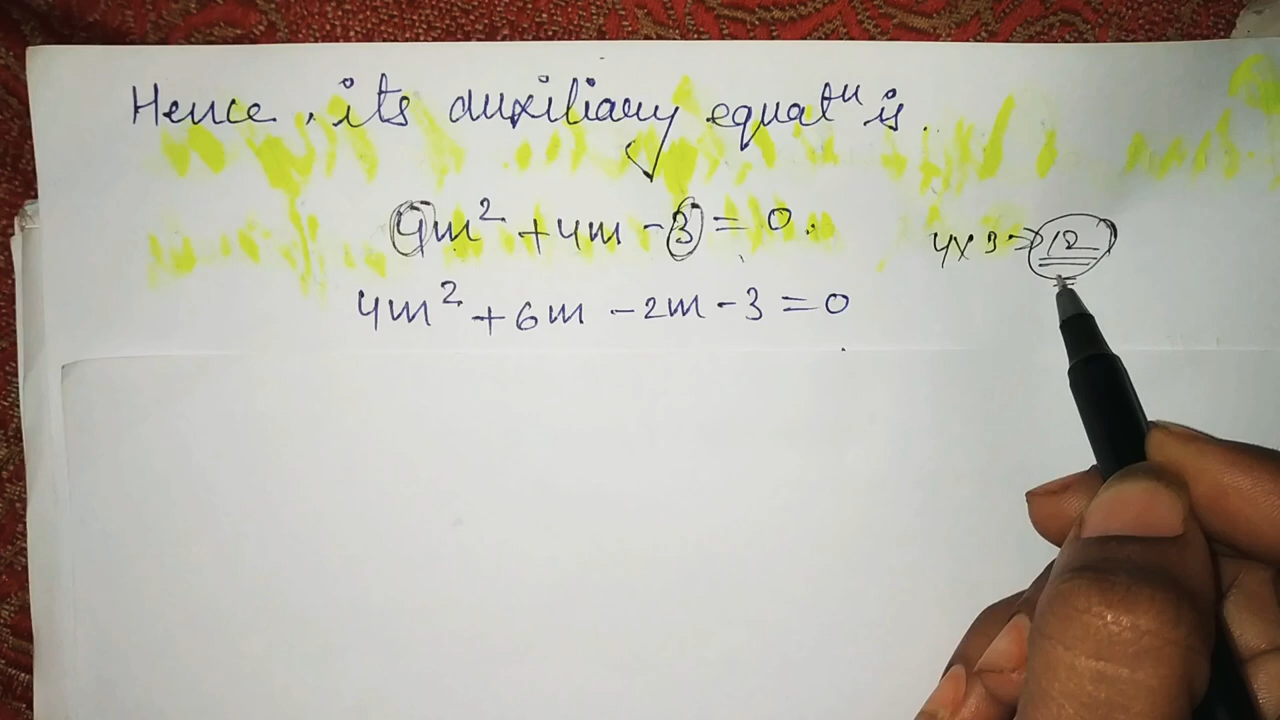 Hence, its auxiliary equatⁿ is.
4m² + 4m - 3 = 0.
4 x 3 => 12
4m² + 6m - 2m - 3 = 0